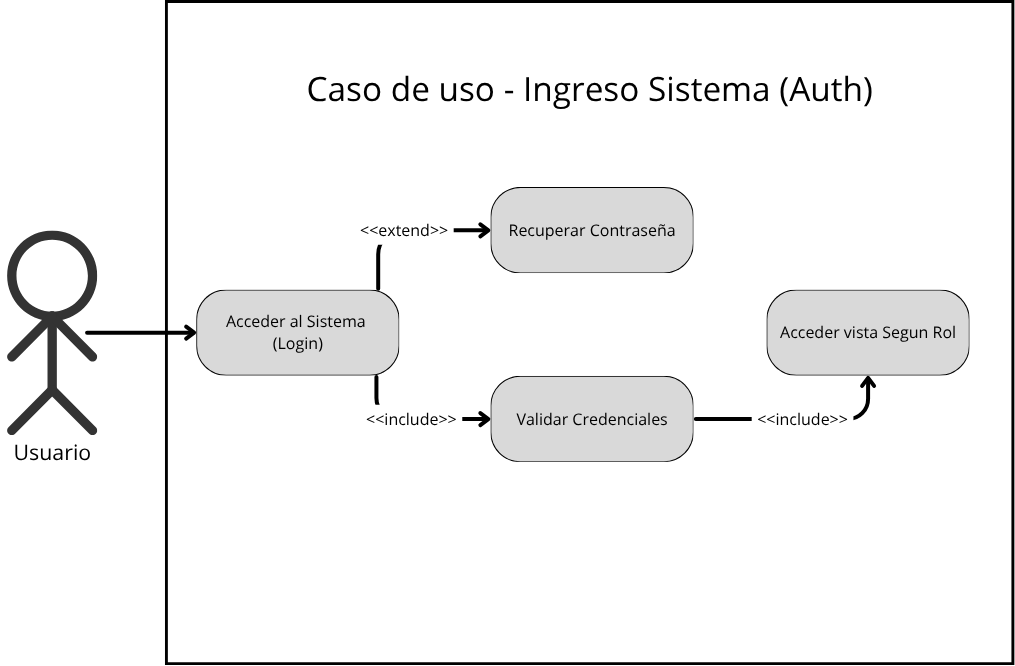 Caso de uso - Ingreso Sistema (Auth)
<<extend>>
Recuperar Contraseña
Acceder al Sistema
(Login)
Acceder vista Segun Rol
<<include>>
Validar Credenciales
<<include>>
Usuario